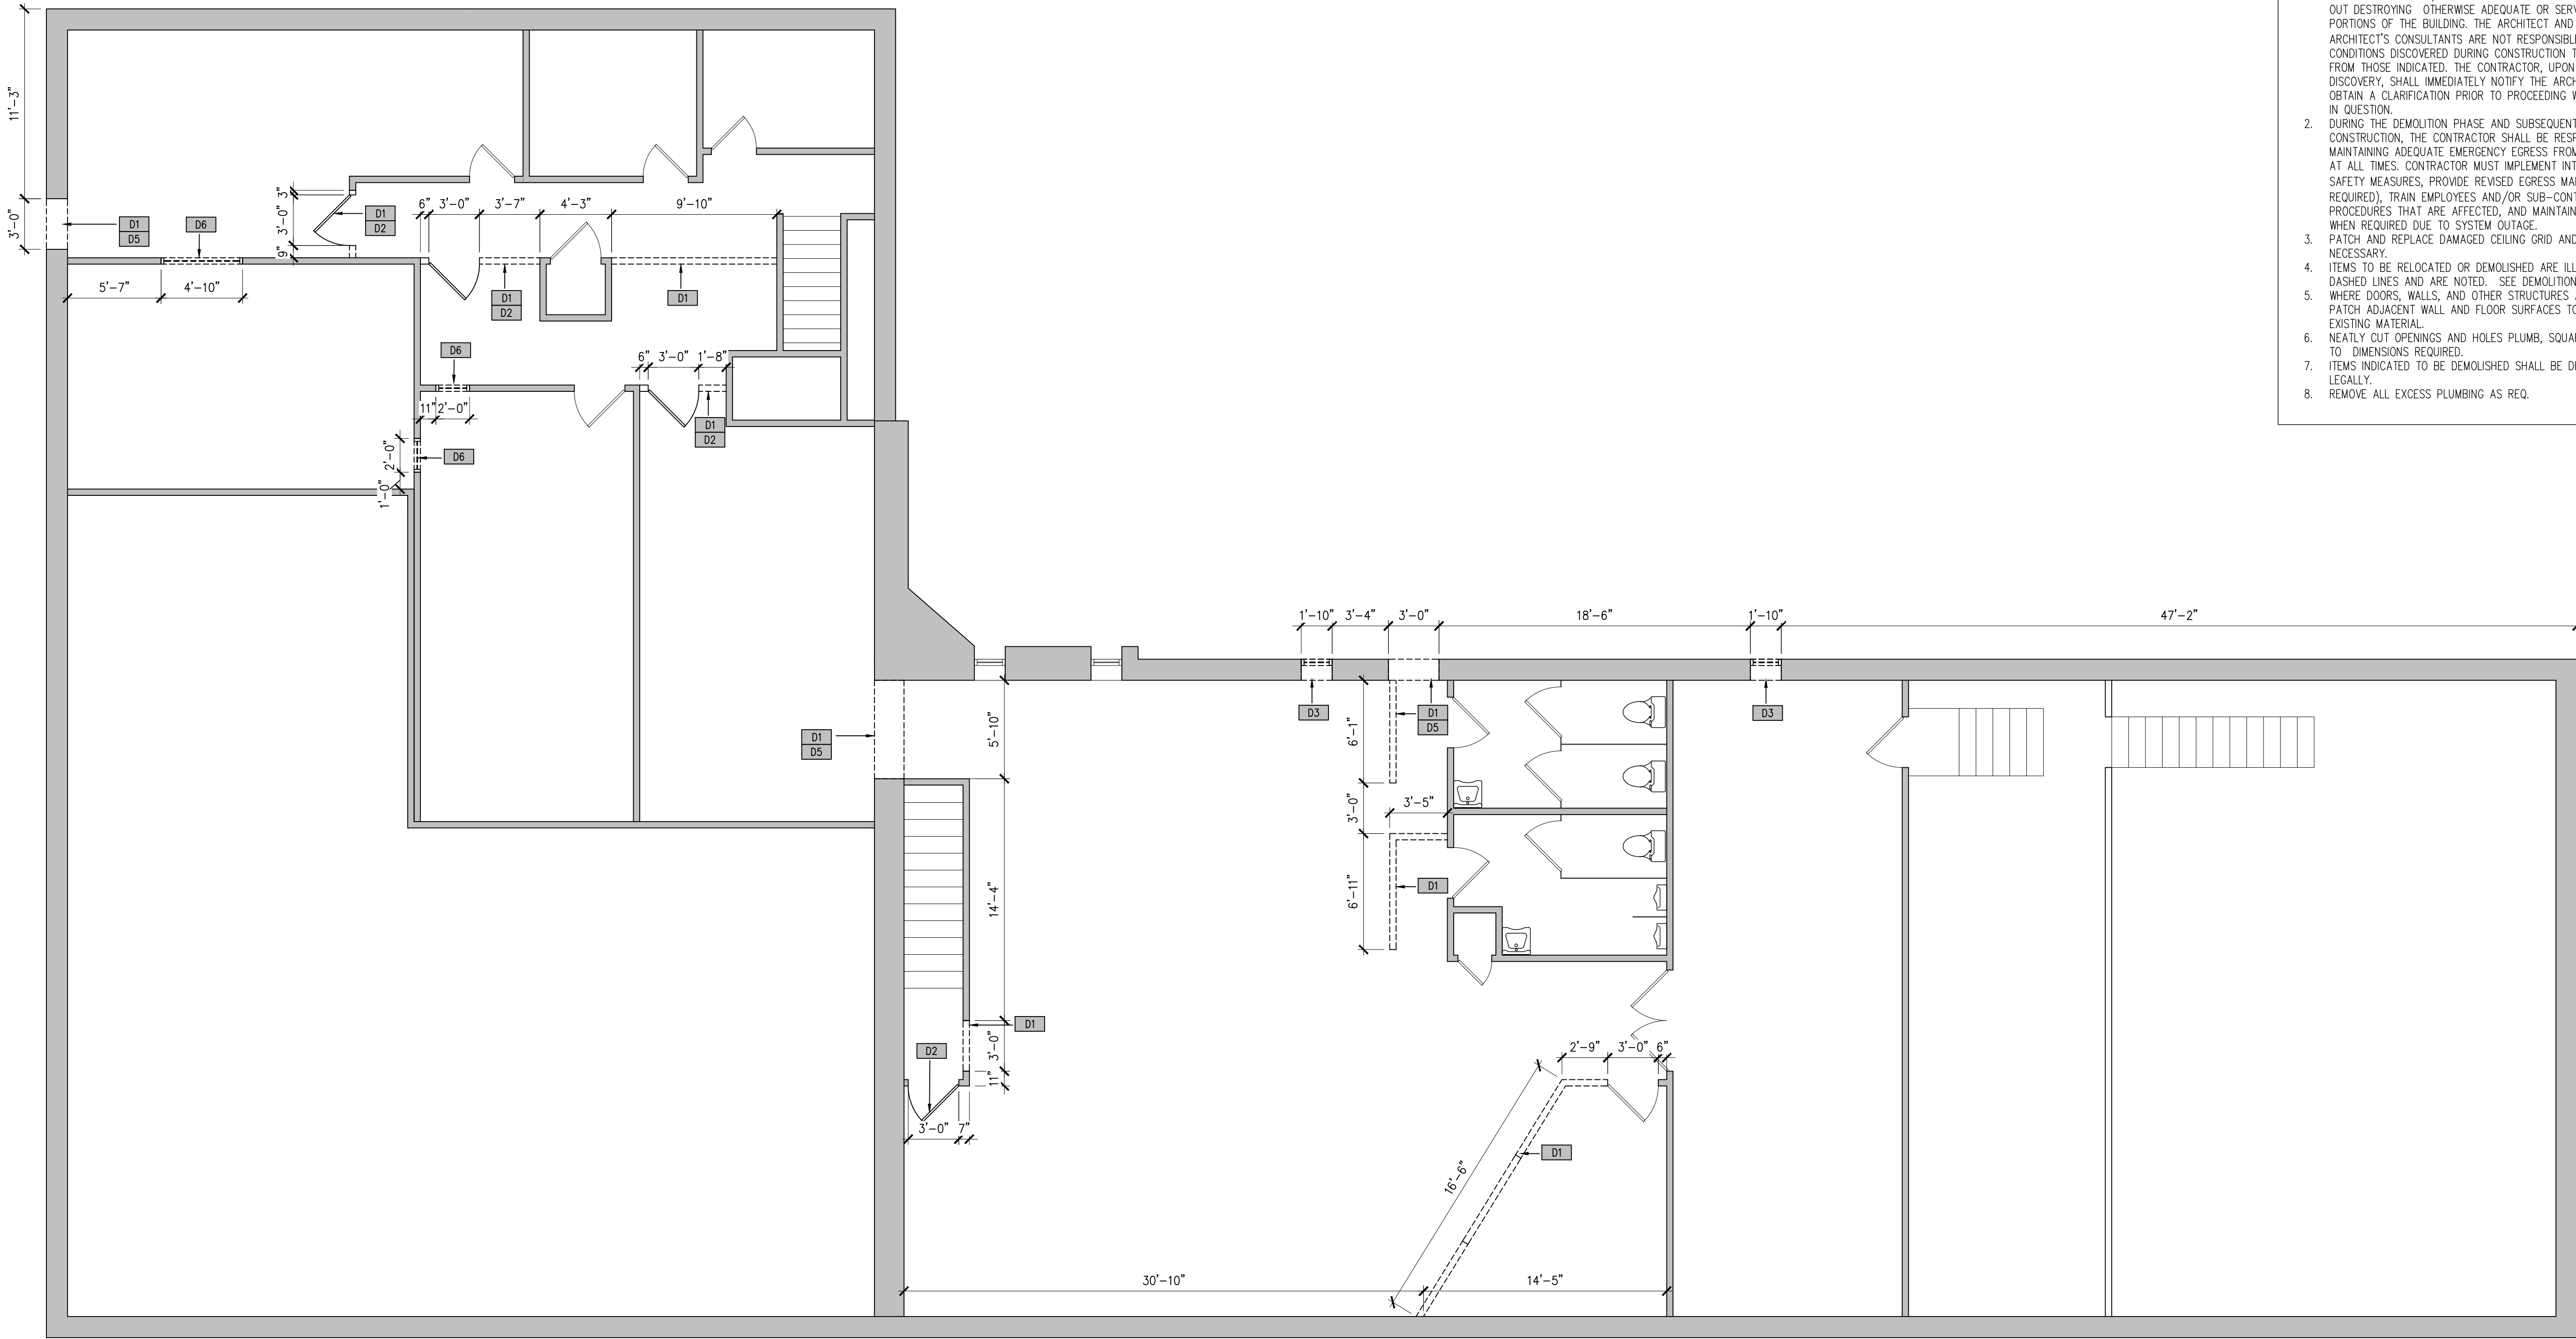 OUT DESTROYING OTHERWISE ADEQUATE OR
PORTIONS OF THE BUILDING. THE ARCHITECT AND
ARCHITECT'S CONSULTANTS ARE NOT
CONDITIONS DISCOVERED DURING CONSTRUCTION
FROM THOSE INDICATED. THE CONTRACTOR, UPON
DISCOVERY, SHALL IMMEDIATELY NOTIFY THE
OBTAIN A CLARIFICATION PRIOR TO PROCEEDING
IN QUESTION.
2. DURING THE DEMOLITION PHASE AND SUBSEQUENT
CONSTRUCTION, THE CONTRACTOR SHALL BE
MAINTAINING ADEQUATE EMERGENCY EGRESS FROM
AT ALL TIMES. CONTRACTOR MUST IMPLEMENT
SAFETY MEASURES, PROVIDE REVISED EGRESS
REQUIRED), TRAIN EMPLOYEES AND/OR
PROCEDURES THAT ARE AFFECTED, AND MAINTAIN
WHEN REQUIRED DUE TO SYSTEM OUTAGE.
3. PATCH AND REPLACE DAMAGED CEILING GRID AND
NECESSARY.
4. ITEMS TO BE RELOCATED OR DEMOLISHED ARE
DASHED LINES AND ARE NOTED. SEE DEMOLITION
5. WHERE DOORS, WALLS, AND OTHER STRUCTURES
PATCH ADJACENT WALL AND FLOOR SURFACES TO
EXISTING MATERIAL.
6. NEATLY CUT OPENINGS AND HOLES PLUMB,
TO DIMENSIONS REQUIRED.
7. ITEMS INDICATED TO BE DEMOLISHED SHALL BE
LEGALLY.
8. REMOVE ALL EXCESS PLUMBING AS REQ.
11'-3"
3'-0"
D1
D5
D6
3"
3'-0"
9"
D1
D2
6" 3'-0" 3'-7" 4'-3" 9'-10"
5'-7" 4'-10"
D1
D2
D1
D6
6" 3'-0" 1'-8"
11" 2'-0"
D1
D2
2'-0"
D6
1'-0"
1'-10" 3'-4" 3'-0" 18'-6" 1'-10" 47'-2"
D3
D1
D5
D3
D1
D5
5'-10"
6'-1"
3'-0"
3'-5"
14'-4"
6'-11"
D1
D1
D2
3'-0"
11"
3'-0" 7"
2'-9" 3'-0" 6"
D1
16'-6"
30'-10" 14'-5"